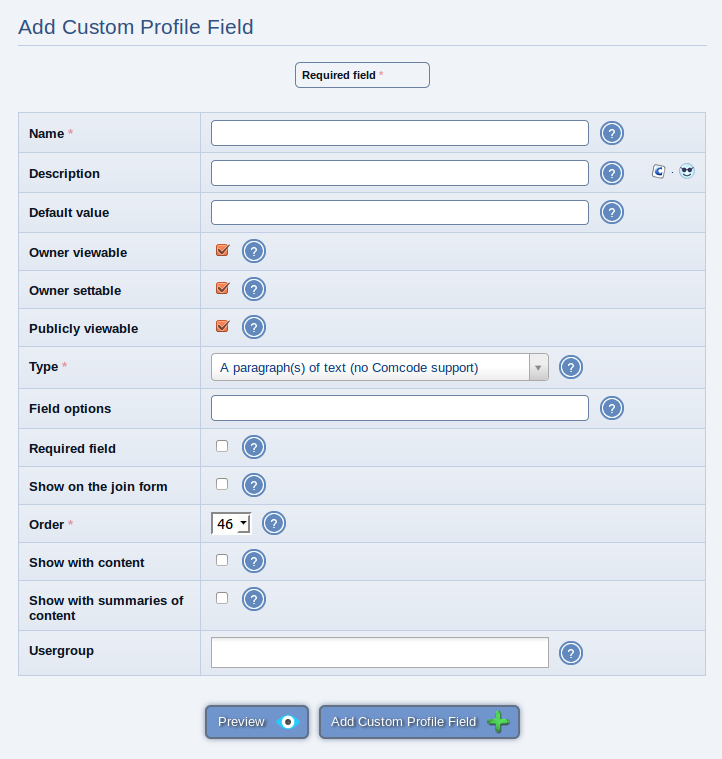 Add Custom Profile Field
Required field *
Name * ?
Description ? ·
Default value ?
Owner viewable ?
Owner settable ?
Publicly viewable ?
Type * A paragraph(s) of text (no Comcode support) ?
Field options ?
Required field ?
Show on the join form ?
Order * 46 ?
Show with content ?
Show with summaries of ?
content
Usergroup ?
Preview Add Custom Profile Field